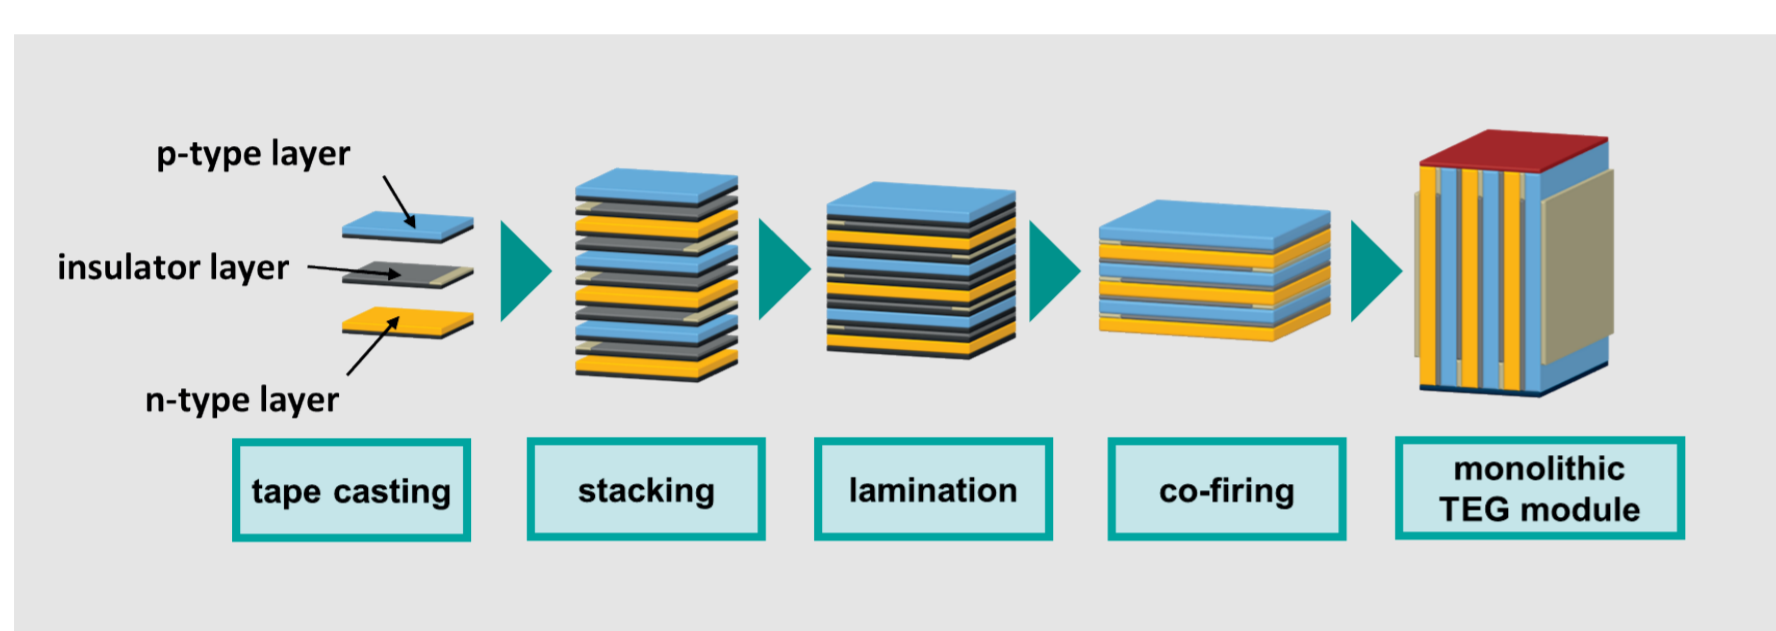 p-type layer
insulator layer
n-type layer
tape casting
stacking
lamination
co-firing
monolithic
TEG module